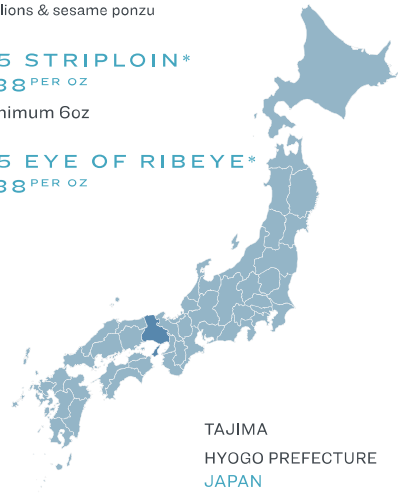 lions & sesame ponzu
5 STRIPLOIN*
38 PER OZ
nimum 6oz
5 EYE OF RIBEYE*
38 PER OZ
TAJIMA
HYOGO PREFECTURE
JAPAN